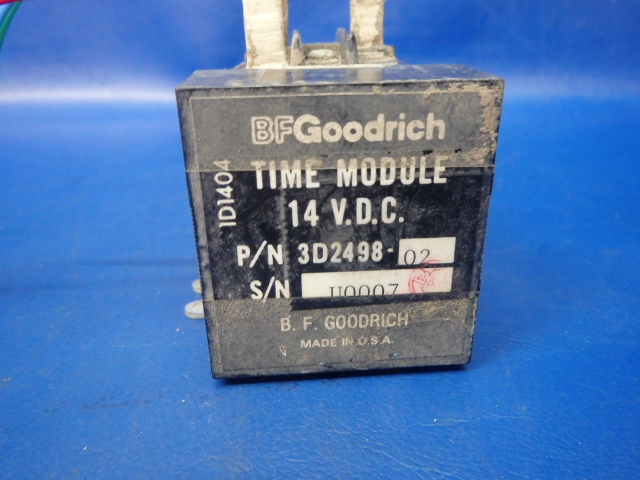 BFGoodrich
1D1404
TIME MODULE
14 V.D.C.
P/N 3D2498-02
S/N U0007
B. F. GOODRICH
MADE IN U.S.A.